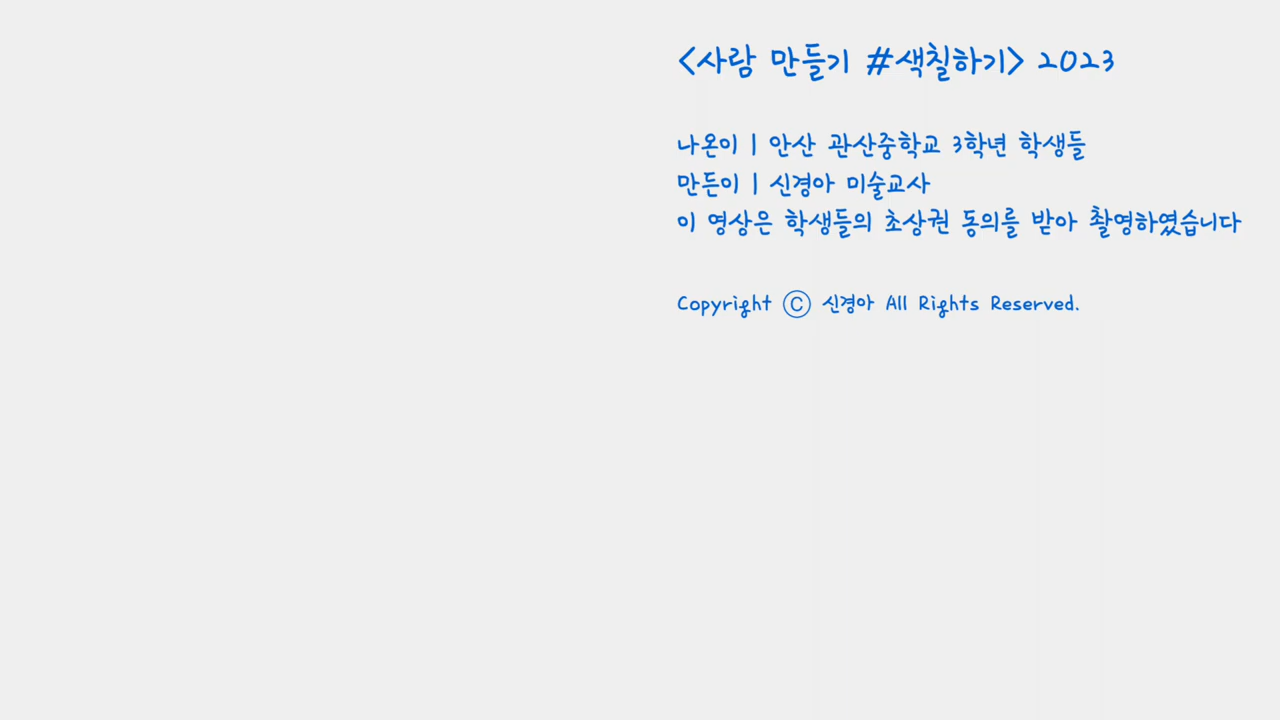 <사람 만들기 #색칠하기> 2023
나온이 | 안산 관산중학교 3학년 학생들
만든이 | 신경아 미술교사
이 영상은 학생들의 초상권 동의를 받아 촬영하였습니다
Copyright ⓒ 신경아 All Rights Reserved.